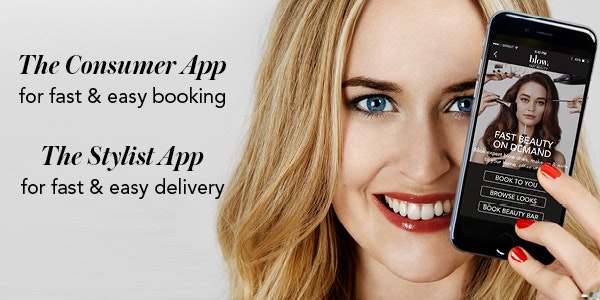 The Consumer App
for fast & easy booking
The Stylist App
for fast & easy delivery
blow.
FAST BEAUTY
ON DEMAND
BOOK TO YOU
BROWSE LOOKS
BOOK BEAUTY BAR